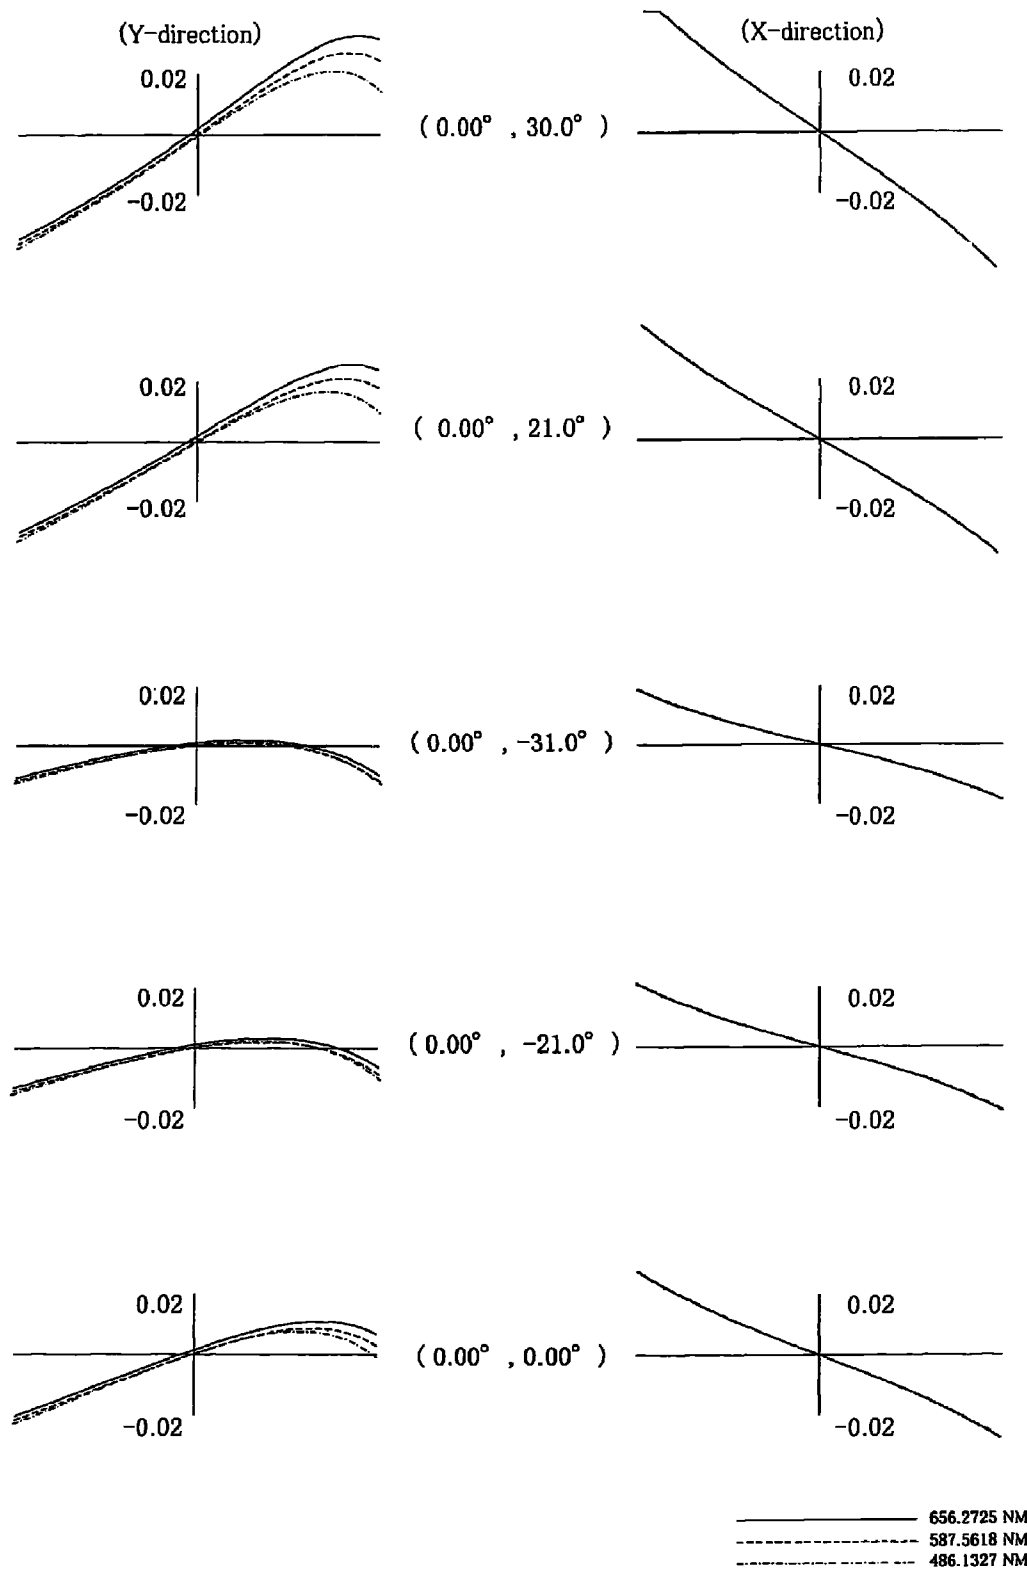 (Y-direction) (X-direction)
0.02 0.02
( 0.00° , 30.0° )
-0.02 -0.02
0.02 0.02
( 0.00° , 21.0° )
-0.02 -0.02
0.02 0.02
( 0.00° , -31.0° )
-0.02 -0.02
0.02 0.02
( 0.00° , -21.0° )
-0.02 -0.02
0.02 0.02
( 0.00° , 0.00° )
-0.02 -0.02
656.2725 NM
587.5618 NM
486.1327 NM